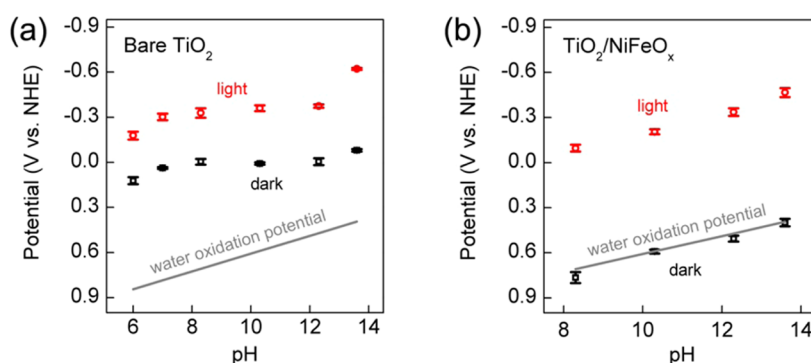 (a)
Bare TiO₂
light
dark
water oxidation potential
Potential (V vs. NHE)
-0.9
-0.6
-0.3
0.0
0.3
0.6
0.9
6
8
10
12
14
pH
(b)
TiO₂/NiFeOₓ
light
water oxidation potential
dark
Potential (V vs. NHE)
-0.9
-0.6
-0.3
0.0
0.3
0.6
0.9
8
10
12
14
pH